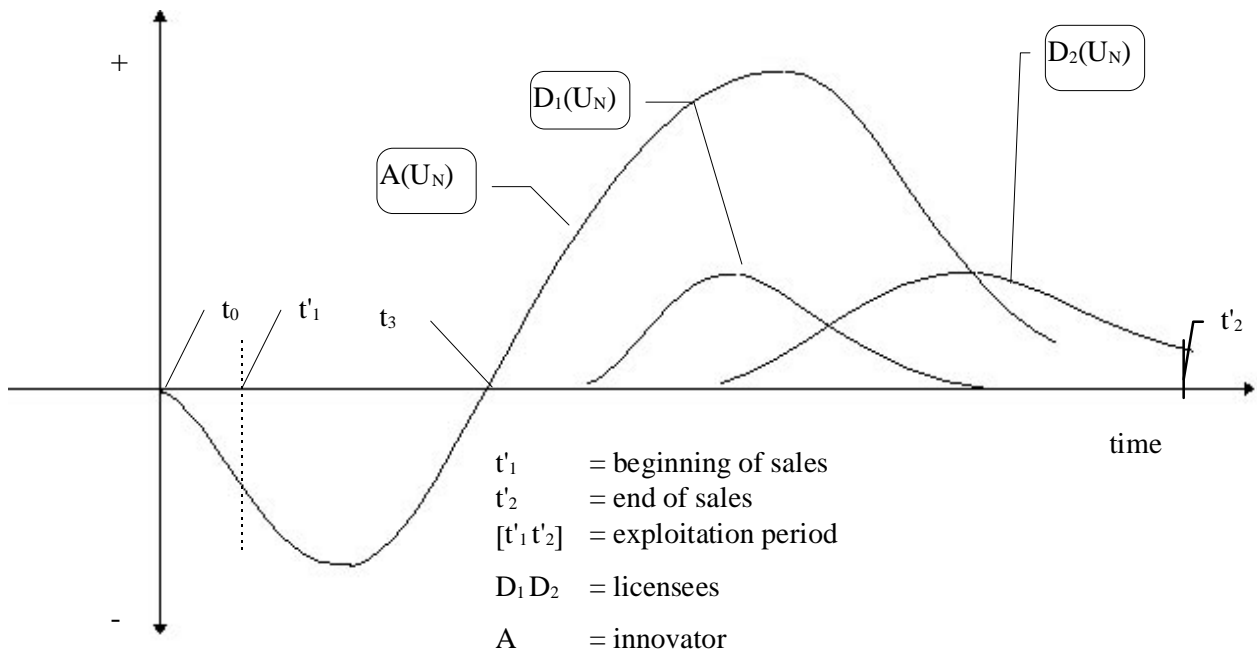 +
D₂(Uₙ)
D₁(Uₙ)
A(Uₙ)
t₀
t'₁
t₃
t'₂
time
t'₁ = beginning of sales
t'₂ = end of sales
[t'₁ t'₂] = exploitation period
D₁ D₂ = licensees
-
A = innovator